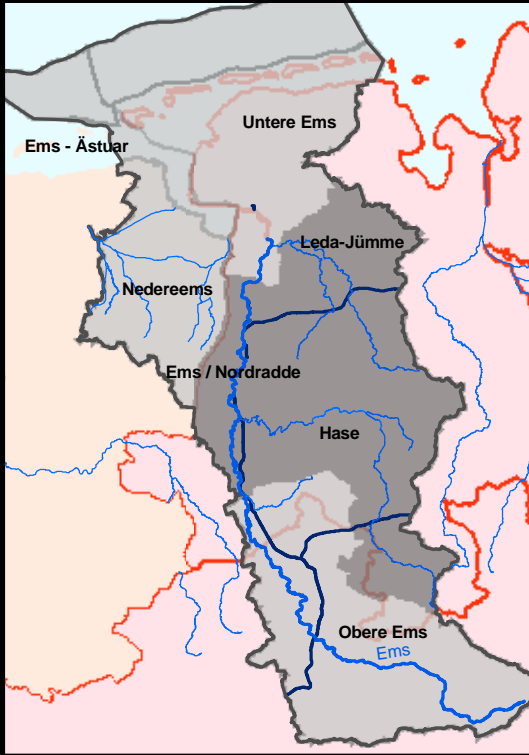 Untere Ems
Ems - Ästuar
Leda-Jümme
Nedereems
Ems / Nordradde
Hase
Obere Ems
Ems